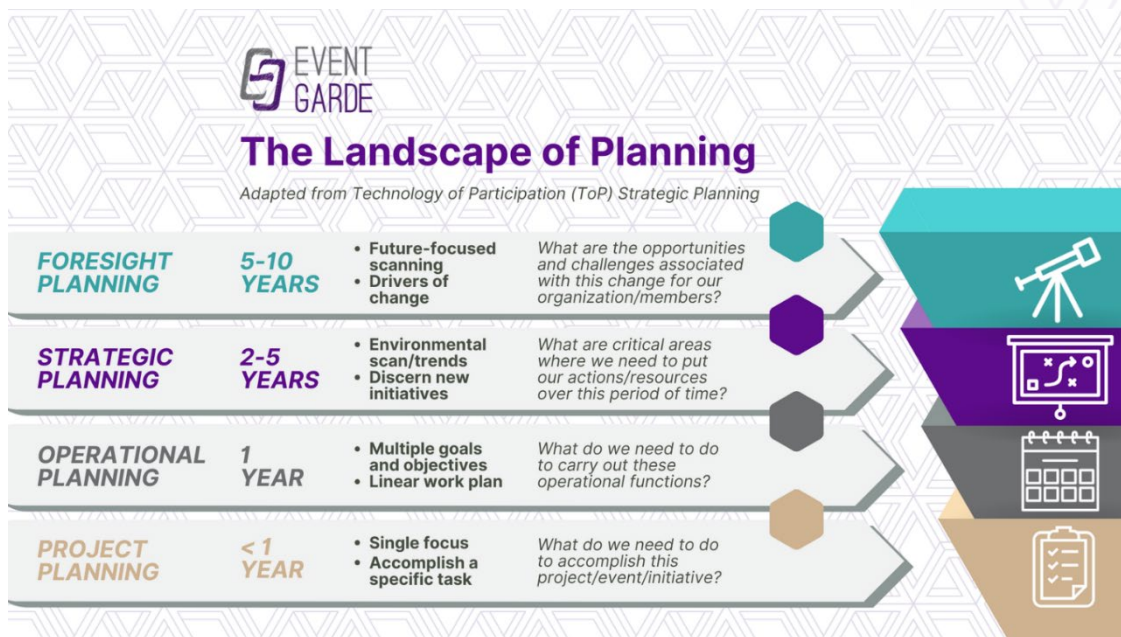 EVENT
GARDE
The Landscape of Planning
Adapted from Technology of Participation (ToP) Strategic Planning
FORESIGHT
PLANNING
5-10
YEARS
• Future-focused
scanning
• Drivers of
change
What are the opportunities
and challenges associated
with this change for our
organization/members?
STRATEGIC
PLANNING
2-5
YEARS
• Environmental
scan/trends
• Discern new
initiatives
What are critical areas
where we need to put
our actions/resources
over this period of time?
OPERATIONAL
PLANNING
1
YEAR
• Multiple goals
and objectives
• Linear work plan
What do we need to do
to carry out these
operational functions?
PROJECT
PLANNING
< 1
YEAR
• Single focus
• Accomplish a
specific task
What do we need to do
to accomplish this
project/event/initiative?